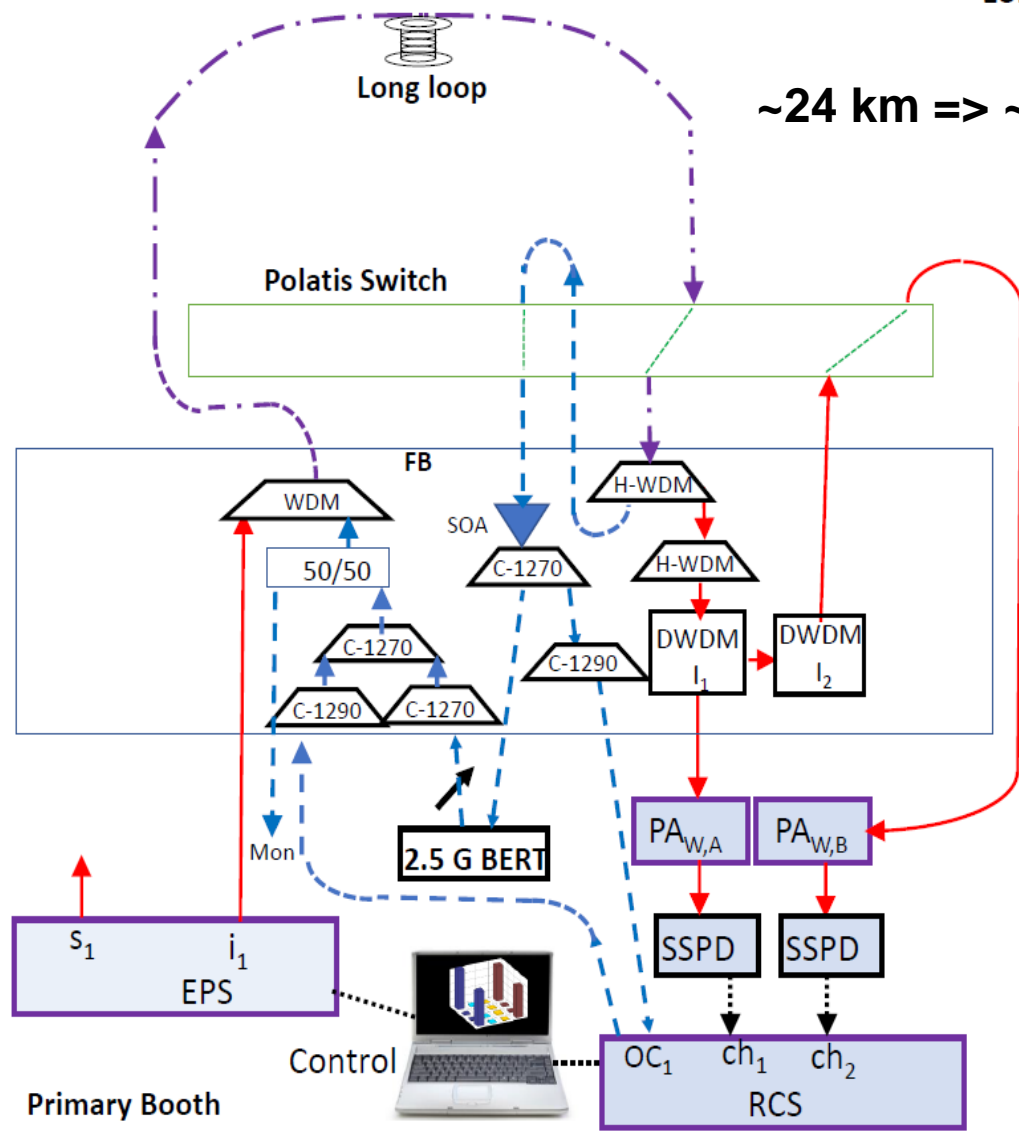 Long loop
~24 km => ~
Polatis Switch
FB
WDM
H-WDM
SOA
50/50
C-1270
H-WDM
C-1270
C-1290
DWDM
I1
DWDM
I2
C-1290
C-1270
Mon
2.5 G BERT
PAW,A
PAW,B
s1
i1
EPS
SSPD
SSPD
Control
OC1
ch1
ch2
RCS
Primary Booth